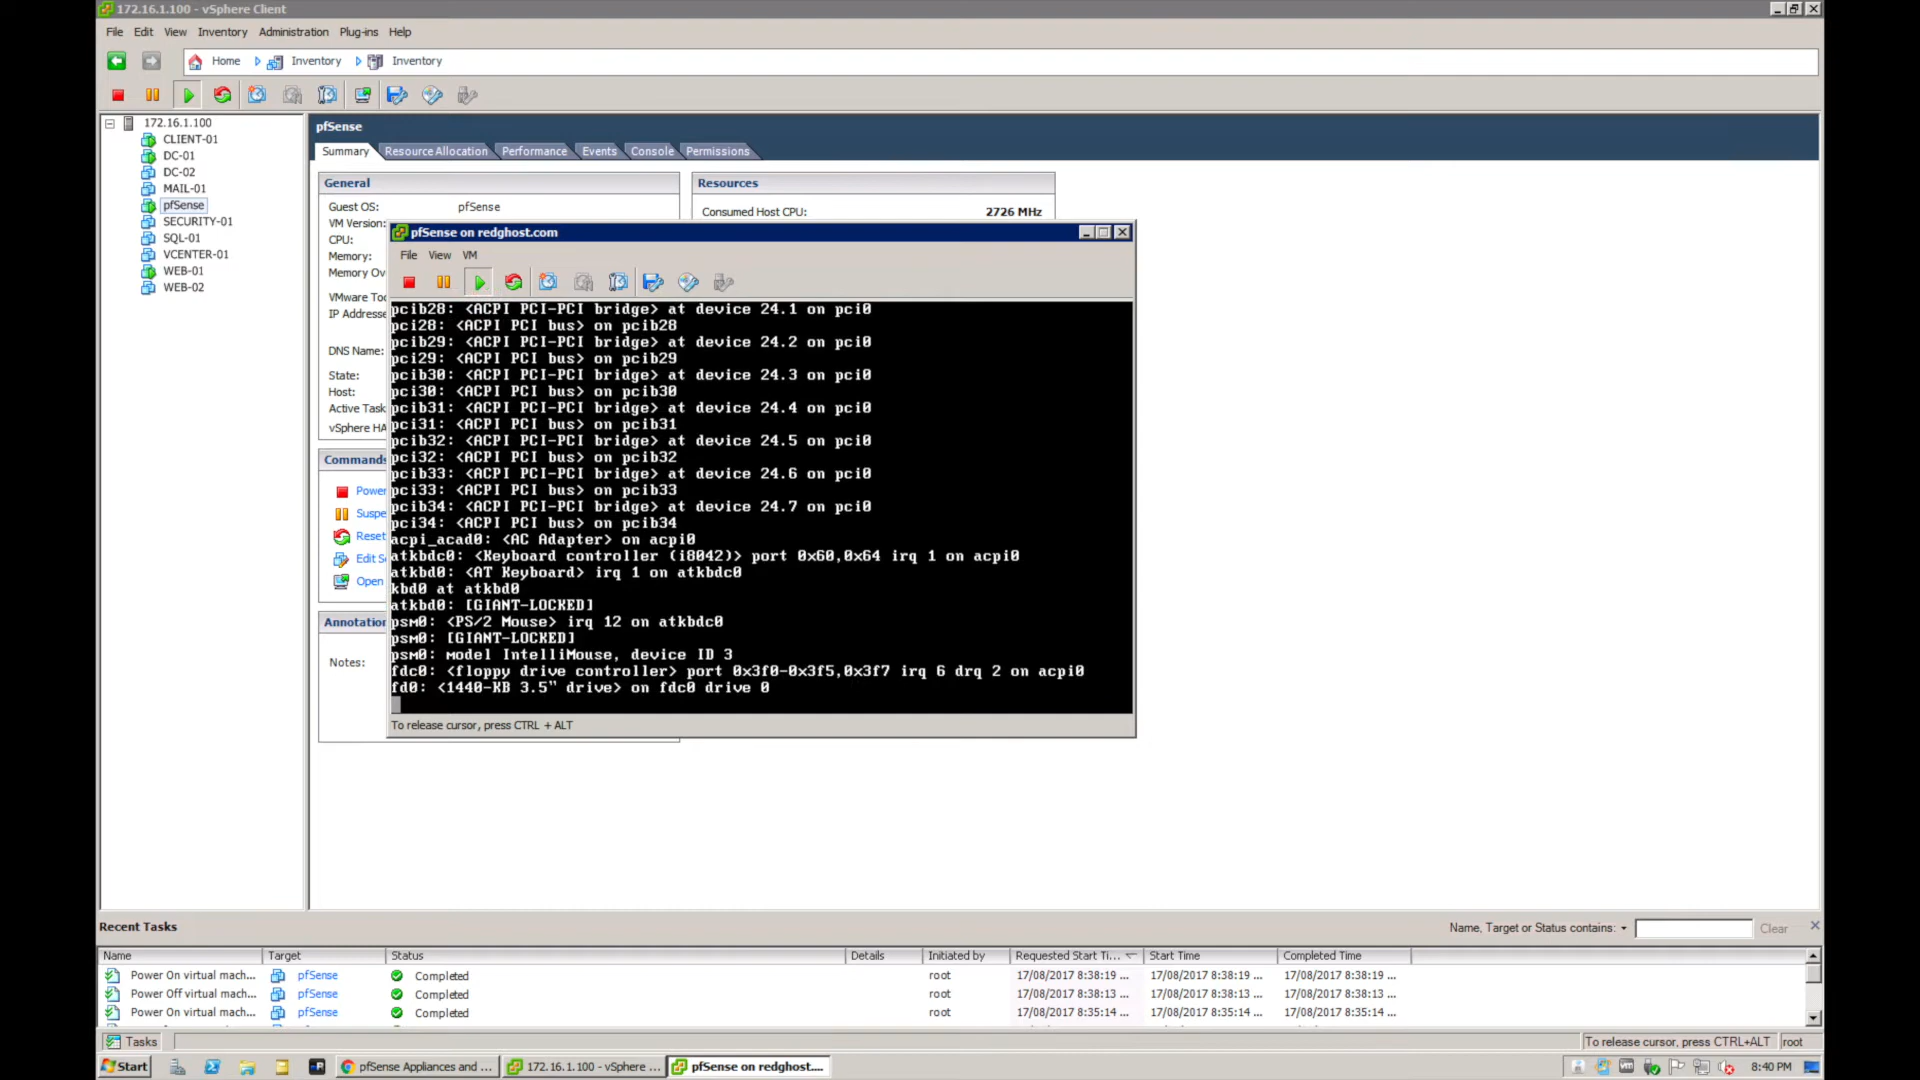 172.16.1.100 - vSphere Client
File Edit View Inventory Administration Plug-ins Help
Home Inventory Inventory
172.16.1.100
CLIENT-01
DC-01
DC-02
MAIL-01
pfSense
SECURITY-01
SQL-01
VCENTER-01
WEB-01
WEB-02
pfSense
Summary Resource Allocation Performance Events Console Permissions
General
Guest OS: pfSense
VM Version:
CPU:
Memory:
Memory Ov
VMware Too
IP Addresse
DNS Name:
State:
Host:
Active Task
vSphere HA
Resources
Consumed Host CPU: 2726 MHz
Commands
Power
Suspe
Reset
Edit Se
Open
Annotation
Notes:
pfSense on redghost.com
File View VM
pcib28: <ACPI PCI-PCI bridge> at device 24.1 on pci0
pci28: <ACPI PCI bus> on pcib28
pcib29: <ACPI PCI-PCI bridge> at device 24.2 on pci0
pci29: <ACPI PCI bus> on pcib29
pcib30: <ACPI PCI-PCI bridge> at device 24.3 on pci0
pci30: <ACPI PCI bus> on pcib30
pcib31: <ACPI PCI-PCI bridge> at device 24.4 on pci0
pci31: <ACPI PCI bus> on pcib31
pcib32: <ACPI PCI-PCI bridge> at device 24.5 on pci0
pci32: <ACPI PCI bus> on pcib32
pcib33: <ACPI PCI-PCI bridge> at device 24.6 on pci0
pci33: <ACPI PCI bus> on pcib33
pcib34: <ACPI PCI-PCI bridge> at device 24.7 on pci0
pci34: <ACPI PCI bus> on pcib34
acpi_acad0: <AC Adapter> on acpi0
atkbdc0: <Keyboard controller (i8042)> port 0x60,0x64 irq 1 on acpi0
atkbd0: <AT Keyboard> irq 1 on atkbdc0
kbd0 at atkbd0
atkbd0: [GIANT-LOCKED]
psm0: <PS/2 Mouse> irq 12 on atkbdc0
psm0: [GIANT-LOCKED]
psm0: model IntelliMouse, device ID 3
fdc0: <floppy drive controller> port 0x3f0-0x3f5,0x3f7 irq 6 drq 2 on acpi0
fd0: <1440-KB 3.5" drive> on fdc0 drive 0
To release cursor, press CTRL + ALT
Recent Tasks
Name, Target or Status contains: Clear
Name Target Status Details Initiated by Requested Start Ti... Start Time Completed Time
Power On virtual mach... pfSense Completed root 17/08/2017 8:38:19 ... 17/08/2017 8:38:19 ... 17/08/2017 8:38:19 ...
Power Off virtual mach... pfSense Completed root 17/08/2017 8:38:13 ... 17/08/2017 8:38:13 ... 17/08/2017 8:38:13 ...
Power On virtual mach... pfSense Completed root 17/08/2017 8:35:14 ... 17/08/2017 8:35:14 ... 17/08/2017 8:35:14 ...
Tasks To release cursor, press CTRL+ALT root
Start pfSense Appliances and ... 172.16.1.100 - vSphere ... pfSense on redghost.... 8:40 PM